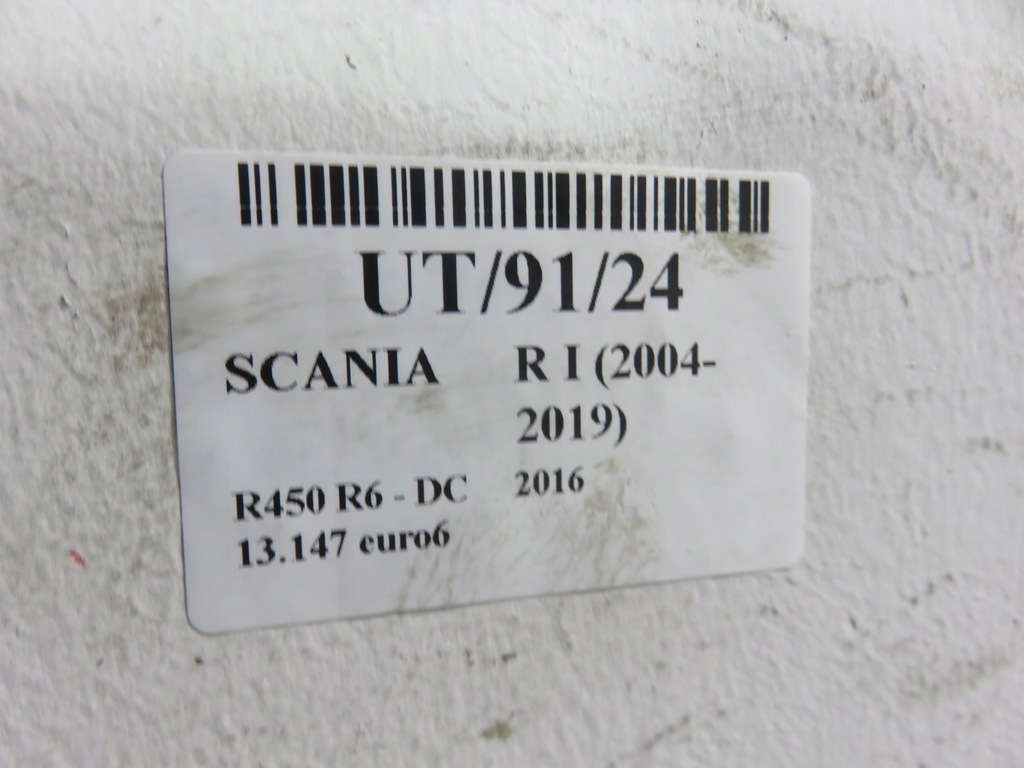 UT/91/24
SCANIA R I (2004-
2019)
R450 R6 - DC 2016
13.147 euro6